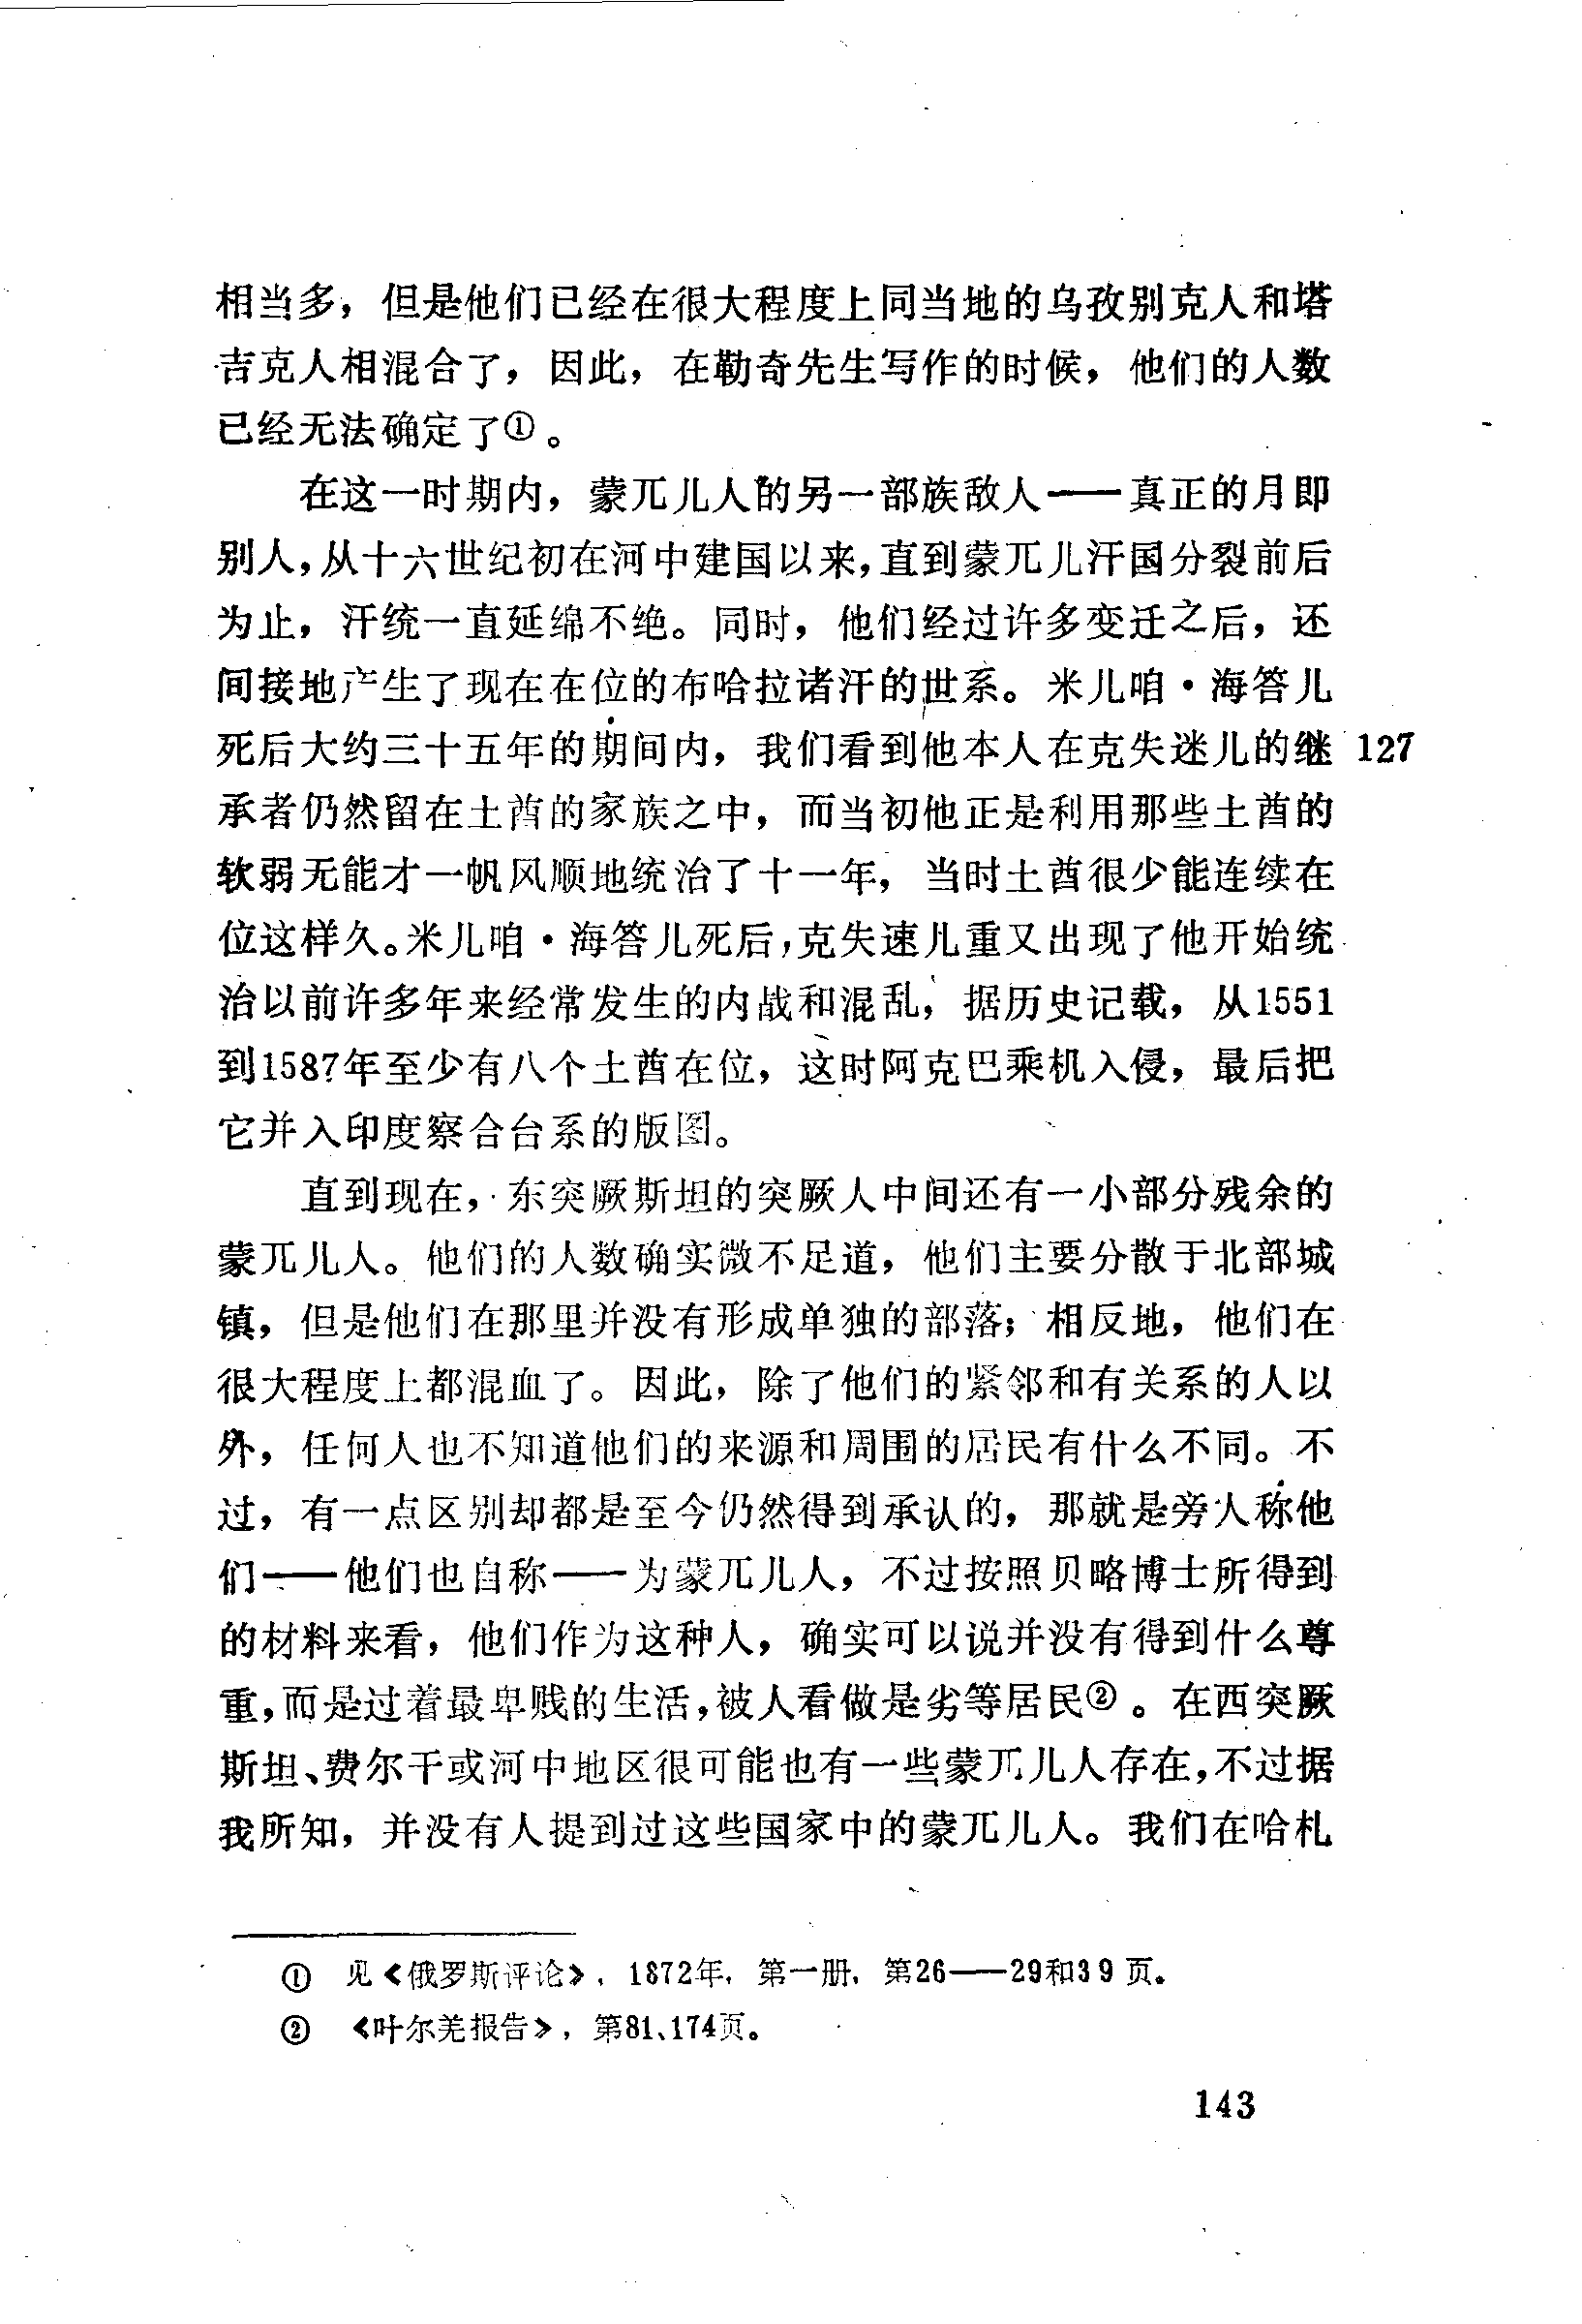 相当多，但是他们已经在很大程度上同当地的乌孜别克人和塔
吉克人相混合了，因此，在勒奇先生写作的时候，他们的人数
已经无法确定了①。
在这一时期内，蒙兀儿人的另一部族敌人——真正的月即
别人，从十六世纪初在河中建国以来，直到蒙兀儿汗国分裂前后
为止，汗统一直延绵不绝。同时，他们经过许多变迁之后，还
间接地产生了现在在位的布哈拉诸汗的世系。米儿咱·海答儿
死后大约三十五年的期间内，我们看到他本人在克失迷儿的继 127
承者仍然留在土酋的家族之中，而当初他正是利用那些土酋的
软弱无能才一帆风顺地统治了十一年，当时土酋很少能连续在
位这样久。米儿咱·海答儿死后，克失速儿重又出现了他开始统
治以前许多年来经常发生的内战和混乱，据历史记载，从1551
到1587年至少有八个土酋在位，这时阿克巴乘机入侵，最后把
它并入印度察合台系的版图。
直到现在，东突厥斯坦的突厥人中间还有一小部分残余的
蒙兀儿人。他们的人数确实微不足道，他们主要分散于北部城
镇，但是他们在那里并没有形成单独的部落；相反地，他们在
很大程度上都混血了。因此，除了他们的紧邻和有关系的人以
外，任何人也不知道他们的来源和周围的居民有什么不同。不
过，有一点区别却都是至今仍然得到承认的，那就是旁人称他
们——他们也自称——为蒙兀儿人，不过按照贝略博士所得到
的材料来看，他们作为这种人，确实可以说并没有得到什么尊
重，而是过着最卑贱的生活，被人看做是劣等居民②。在西突厥
斯坦、费尔干或河中地区很可能也有一些蒙兀儿人存在，不过据
我所知，并没有人提到过这些国家中的蒙兀儿人。我们在哈札
① 见《俄罗斯评论》，1872年，第一册，第26——29和39页。
② 《叶尔羌报告》，第81、174页。
143